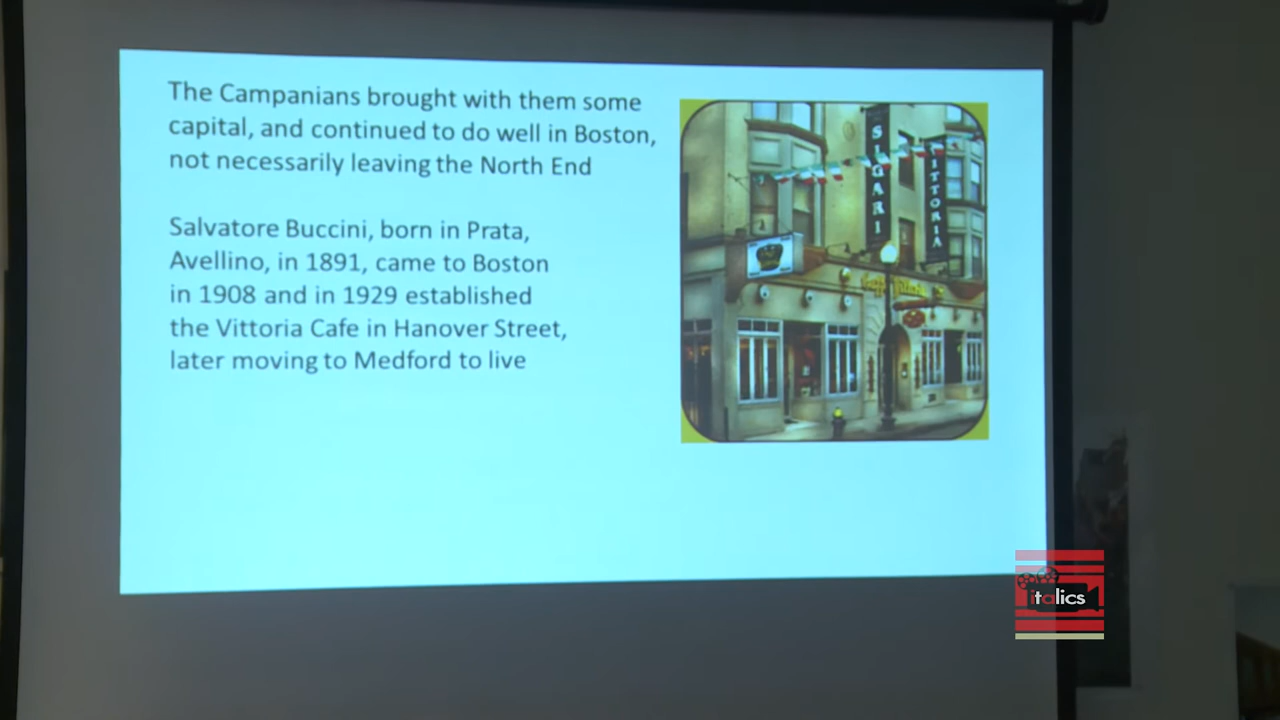 The Campanians brought with them some
capital, and continued to do well in Boston,
not necessarily leaving the North End
Salvatore Buccini, born in Prata,
Avellino, in 1891, came to Boston
in 1908 and in 1929 established
the Vittoria Cafe in Hanover Street,
later moving to Medford to live
SIGARI
VITTORIA
Caffe Vittoria
italics